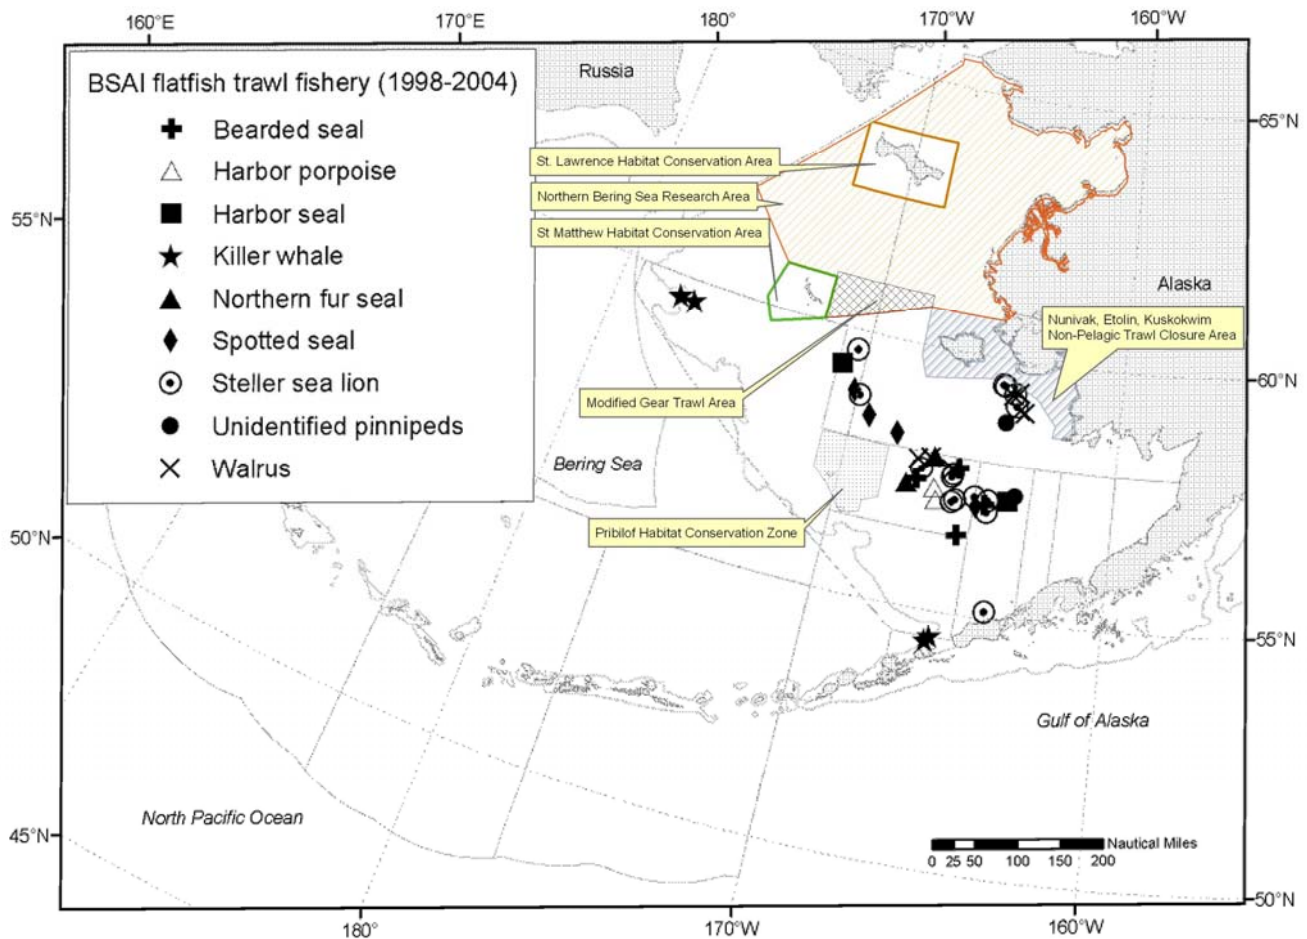 160°E
170°E
180°
170°W
160°W
BSAI flatfish trawl fishery (1998-2004)
Bearded seal
Harbor porpoise
Harbor seal
Killer whale
Northern fur seal
Spotted seal
Steller sea lion
Unidentified pinnipeds
Walrus
Russia
65°N
St. Lawrence Habitat Conservation Area
Northern Bering Sea Research Area
St Matthew Habitat Conservation Area
55°N
Alaska
Nunivak, Etolin, Kuskokwim
Non-Pelagic Trawl Closure Area
60°N
Modified Gear Trawl Area
Bering Sea
Pribilof Habitat Conservation Zone
50°N
55°N
Gulf of Alaska
North Pacific Ocean
45°N
Nautical Miles
0 25 50 100 150 200
50°N
180°
170°W
160°W